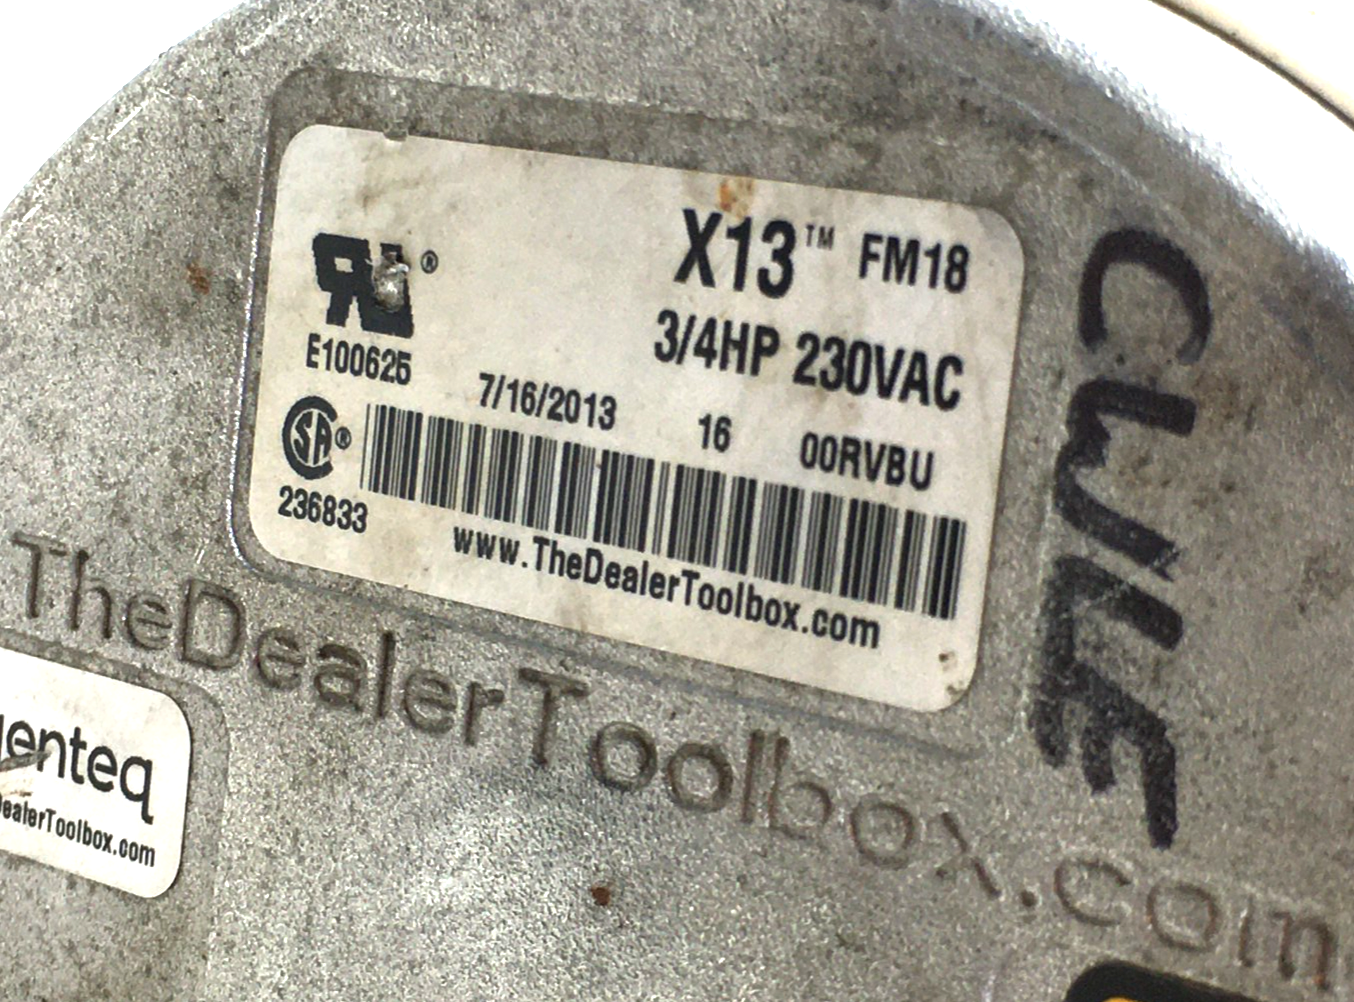 X13™ FM18
3/4HP 230VAC
®
E100625
7/16/2013 16 00RVBU
SA®
236833
www.TheDealerToolbox.com
TheDealerToolbox.com
enteq
ealerToolbox.com